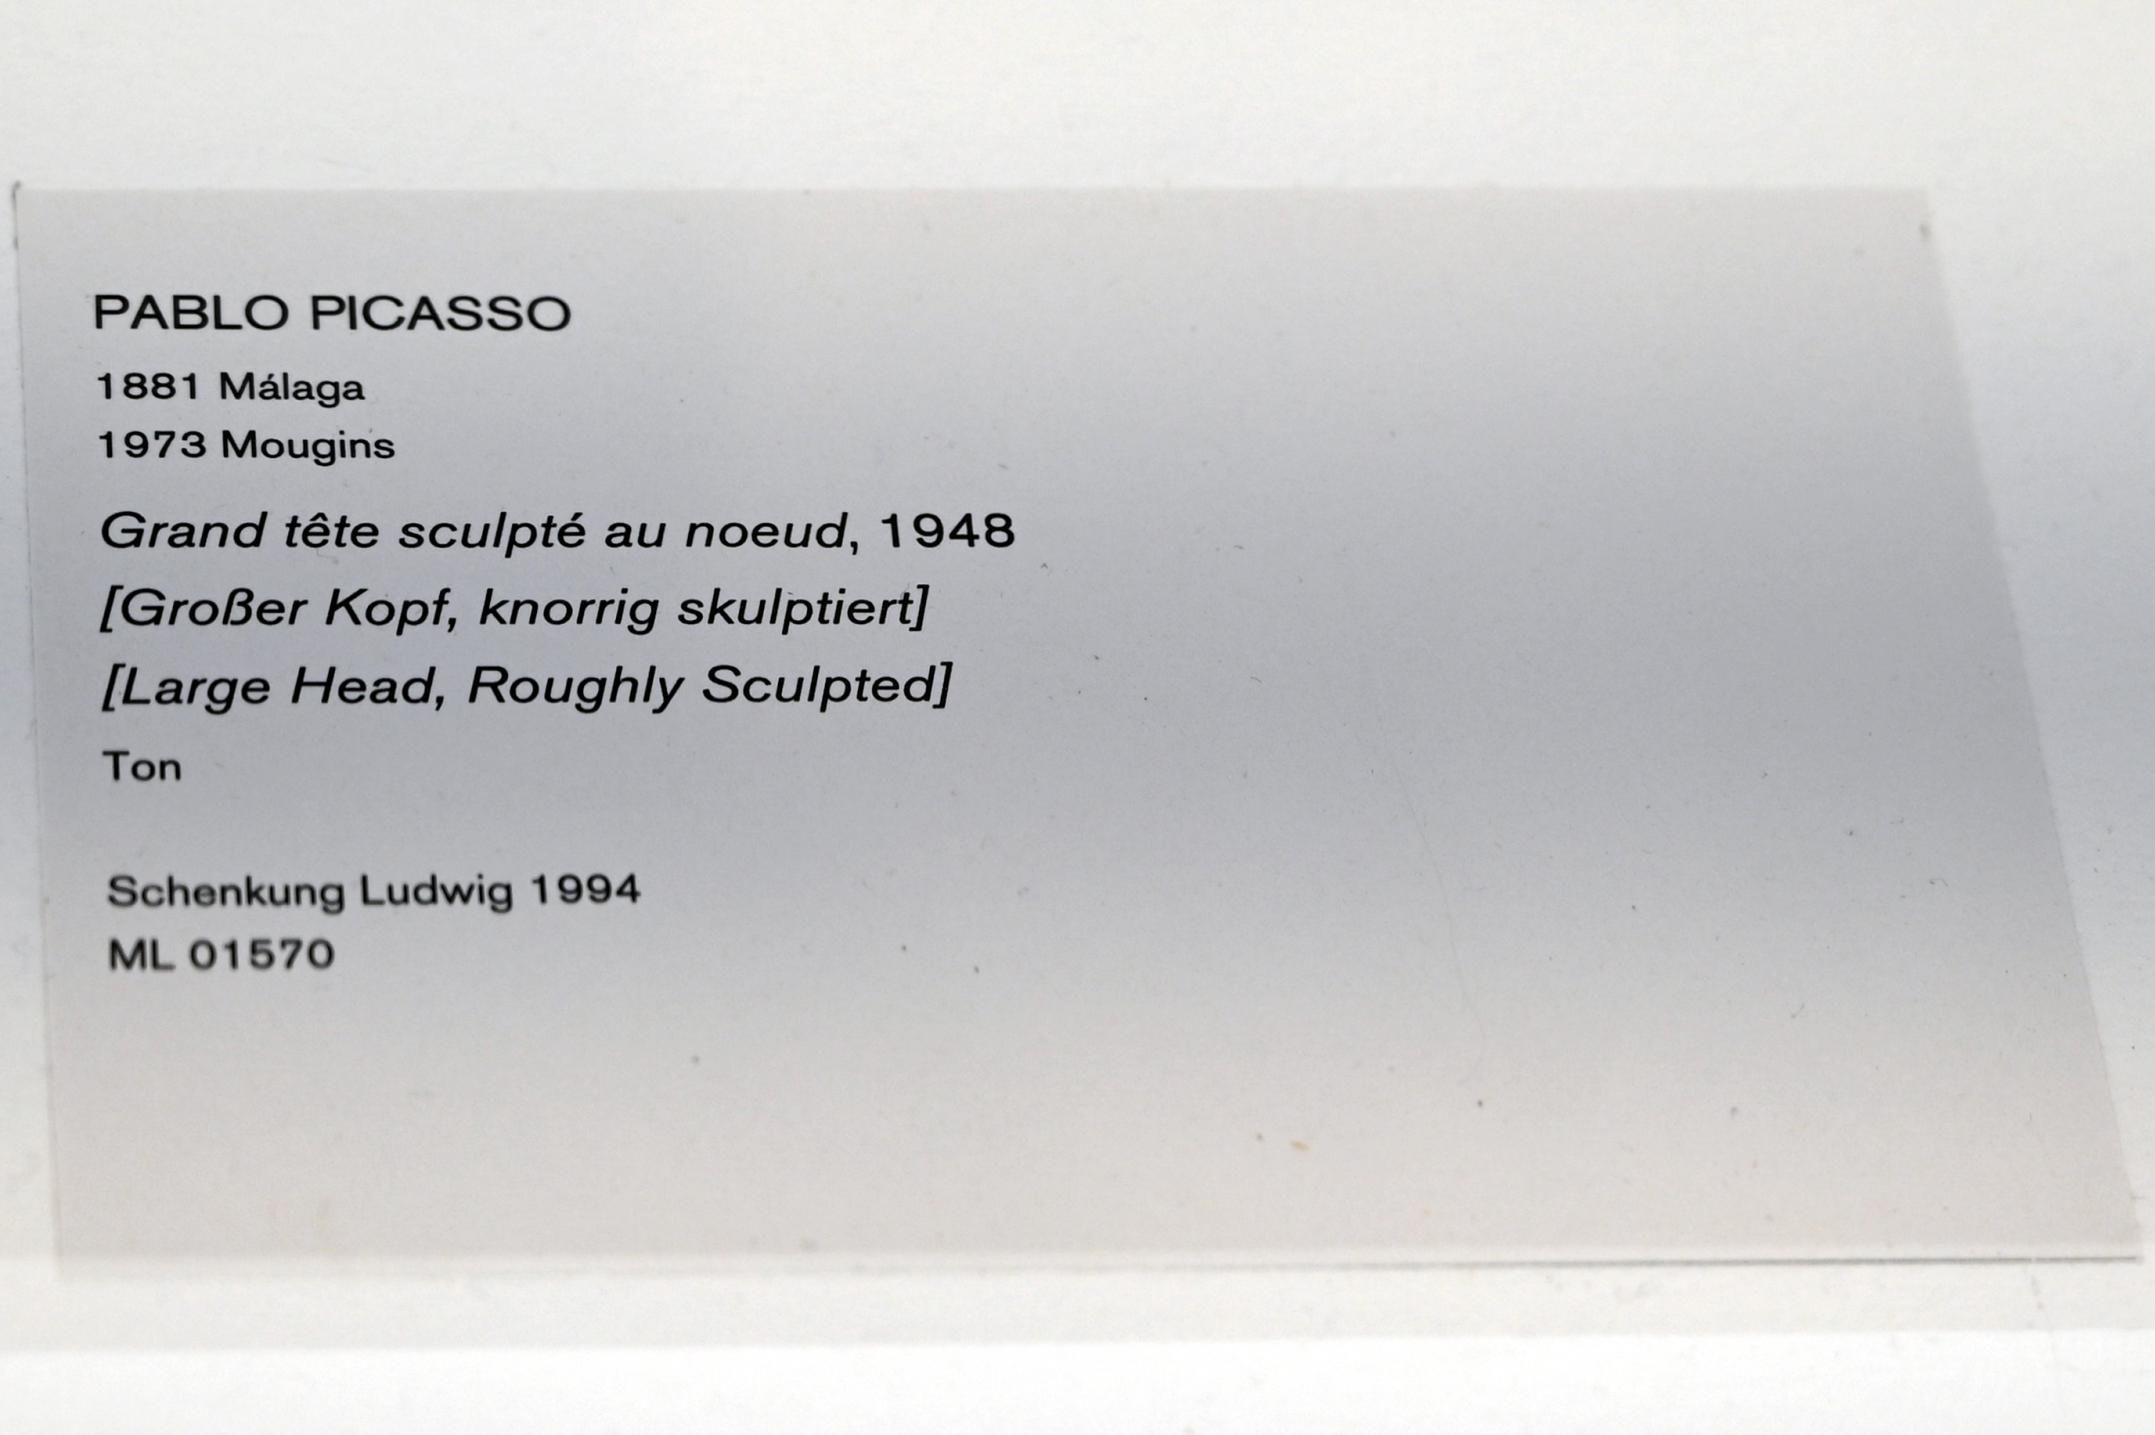 PABLO PICASSO
1881 Málaga
1973 Mougins
Grand tête sculpté au noeud, 1948
[Großer Kopf, knorrig skulptiert]
[Large Head, Roughly Sculpted]
Ton
Schenkung Ludwig 1994
ML 01570